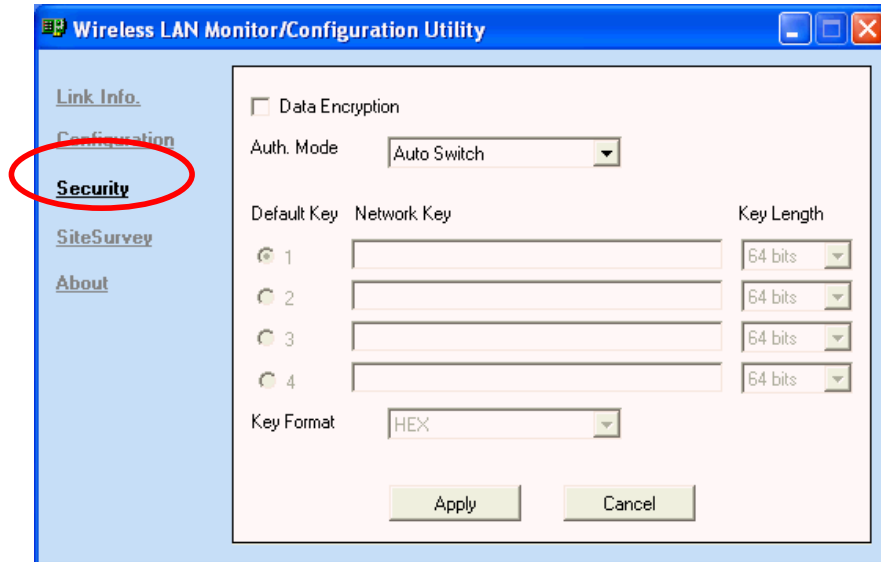 Wireless LAN Monitor/Configuration Utility
Link Info.
Configuration
Security
SiteSurvey
About
Data Encryption
Auth. Mode Auto Switch
Default Key Network Key Key Length
1 64 bits
2 64 bits
3 64 bits
4 64 bits
Key Format HEX
Apply Cancel